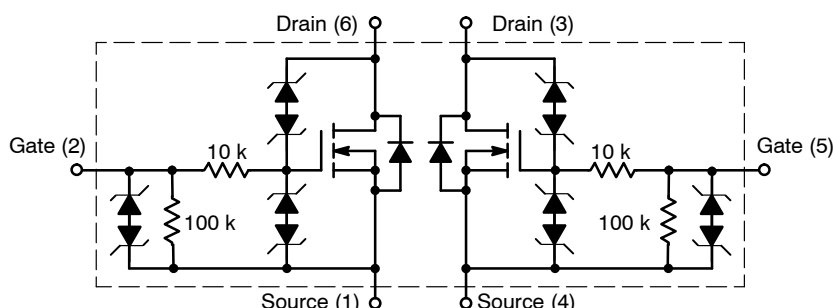 Drain (6)
Drain (3)
Gate (2)
10 k
10 k
Gate (5)
100 k
100 k
Source (1)
Source (4)